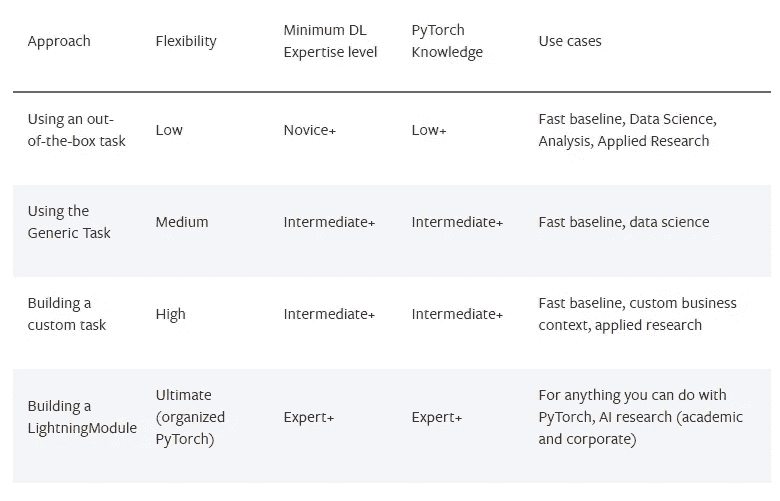 Approach
Flexibility
Minimum DL
Expertise level
PyTorch
Knowledge
Use cases
Using an out-
of-the-box task
Low
Novice+
Low+
Fast baseline, Data Science,
Analysis, Applied Research
Using the
Generic Task
Medium
Intermediate+
Intermediate+
Fast baseline, data science
Building a
custom task
High
Intermediate+
Intermediate+
Fast baseline, custom business
context, applied research
Building a
LightningModule
Ultimate
(organized
PyTorch)
Expert+
Expert+
For anything you can do with
PyTorch, AI research (academic
and corporate)